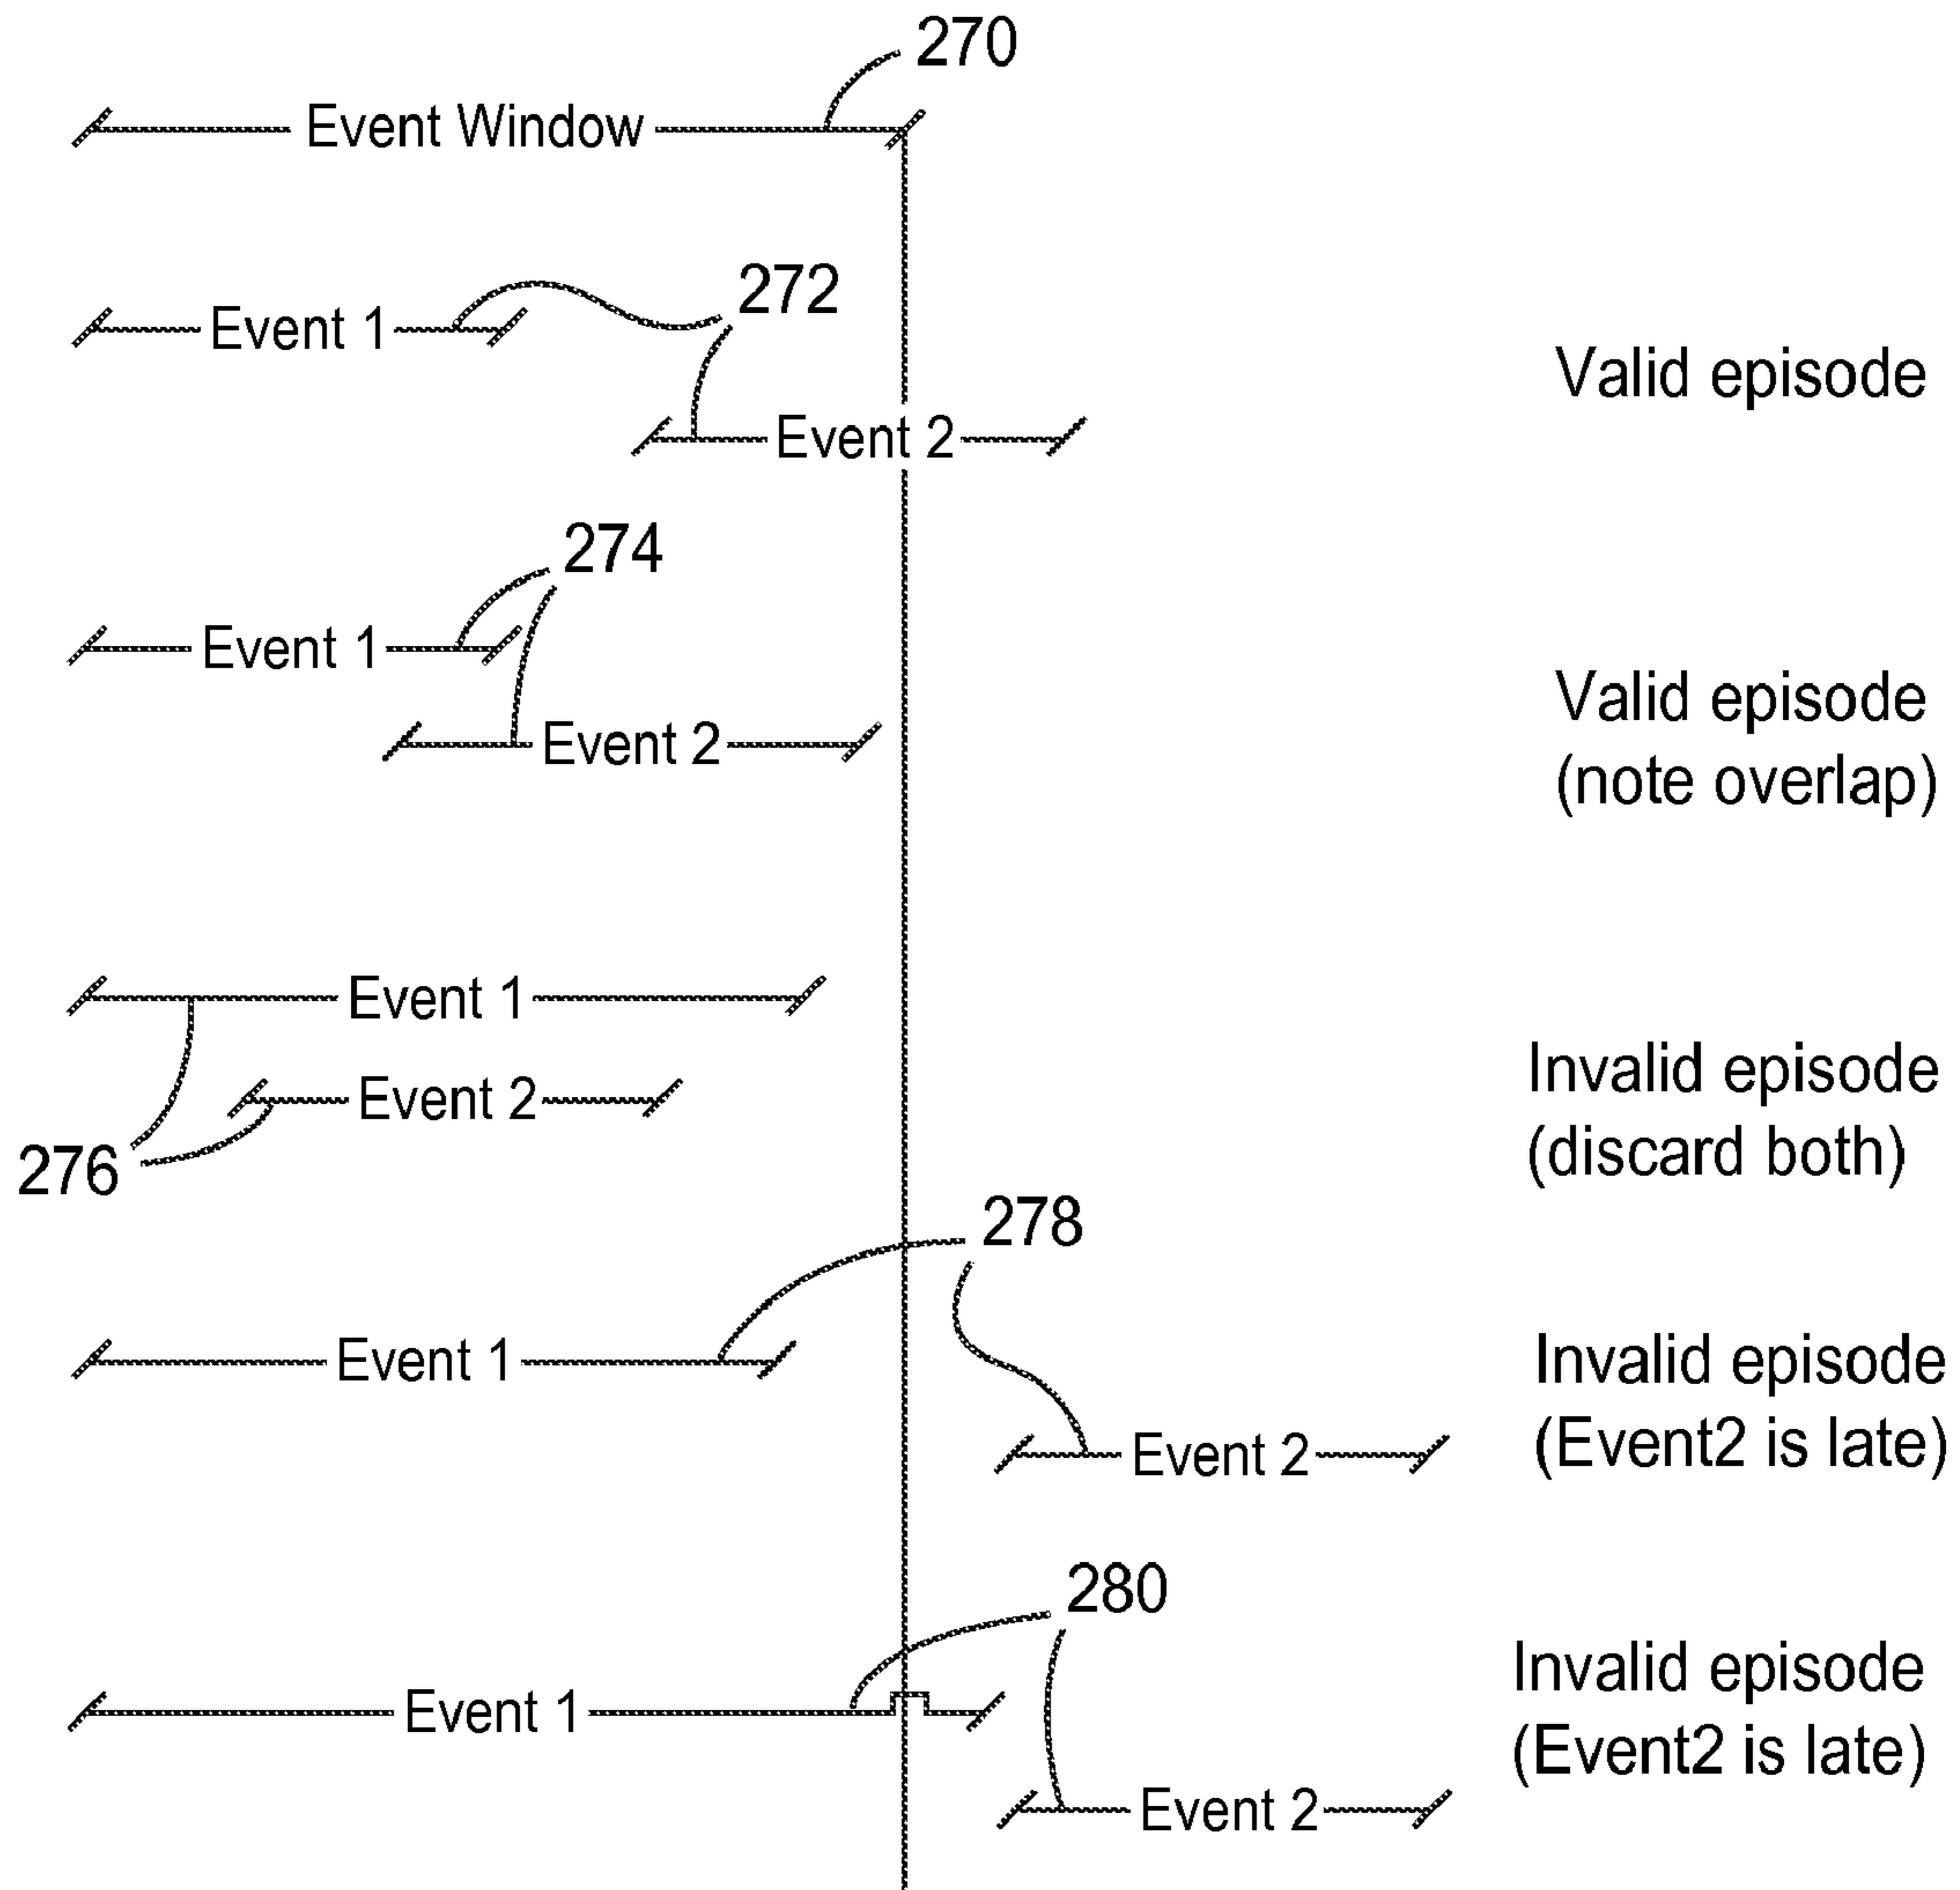 270
Event Window
272
Event 1
Valid episode
Event 2
274
Event 1
Valid episode
(note overlap)
Event 2
Event 1
Invalid episode
(discard both)
Event 2
276
278
Event 1
Invalid episode
(Event2 is late)
Event 2
280
Event 1
Invalid episode
(Event2 is late)
Event 2